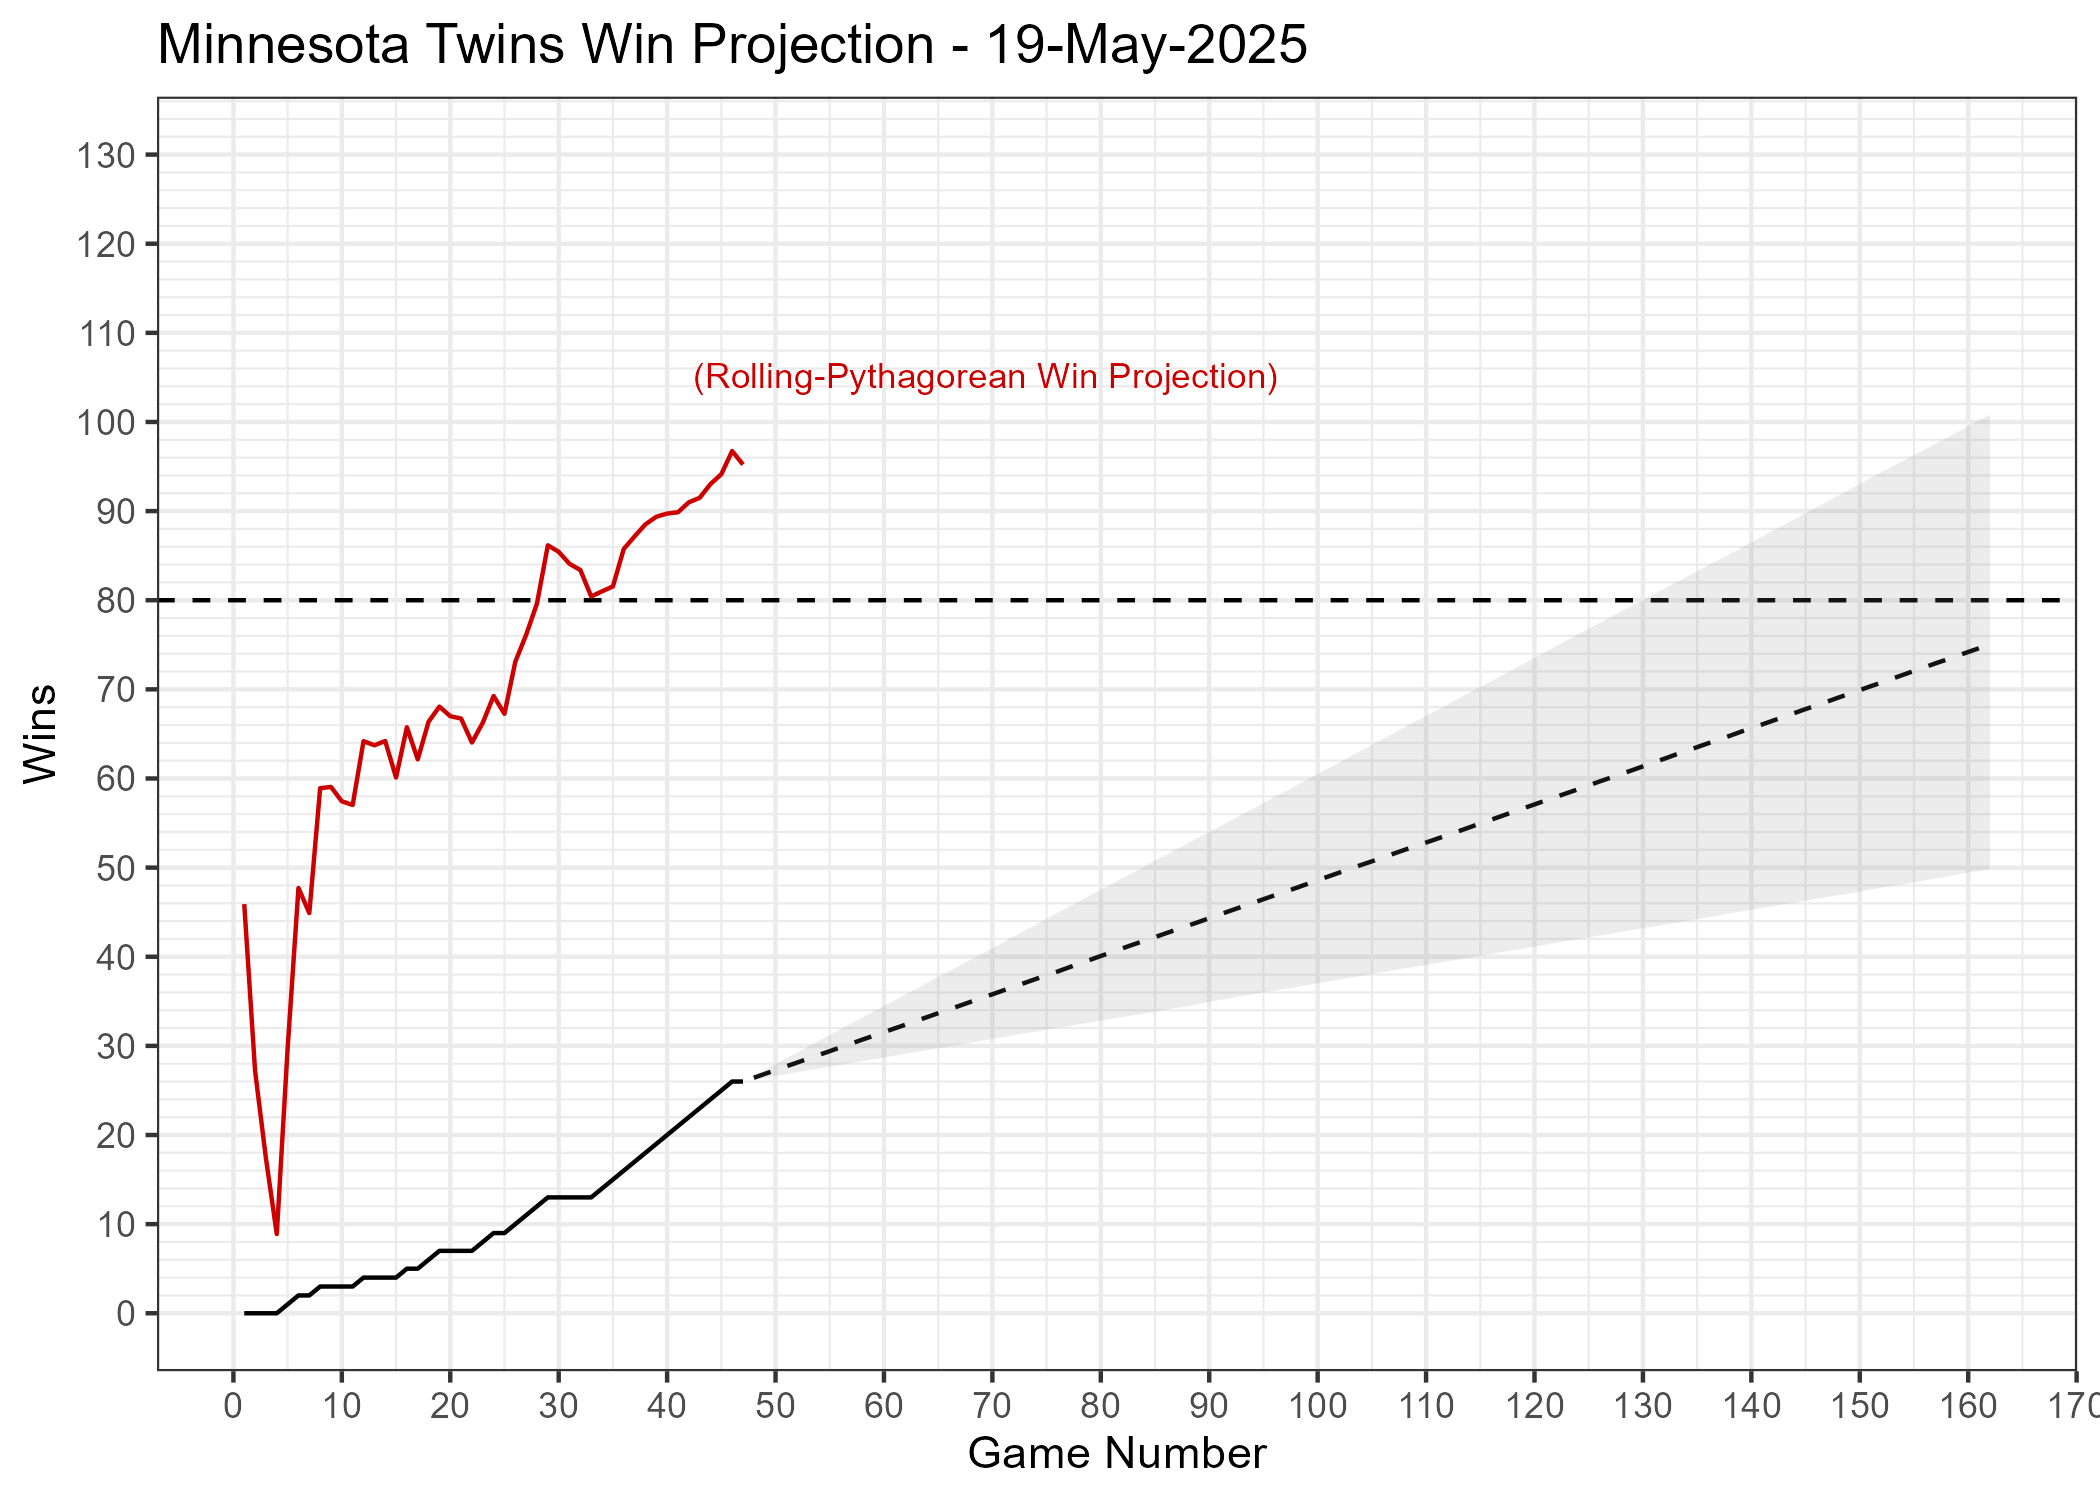 Minnesota Twins Win Projection - 19-May-2025
130
120
110
(Rolling-Pythagorean Win Projection)
100
90
80
70
Wins
60
50
40
30
20
10
0
0 10 20 30 40 50 60 70 80 90 100 110 120 130 140 150 160 170
Game Number